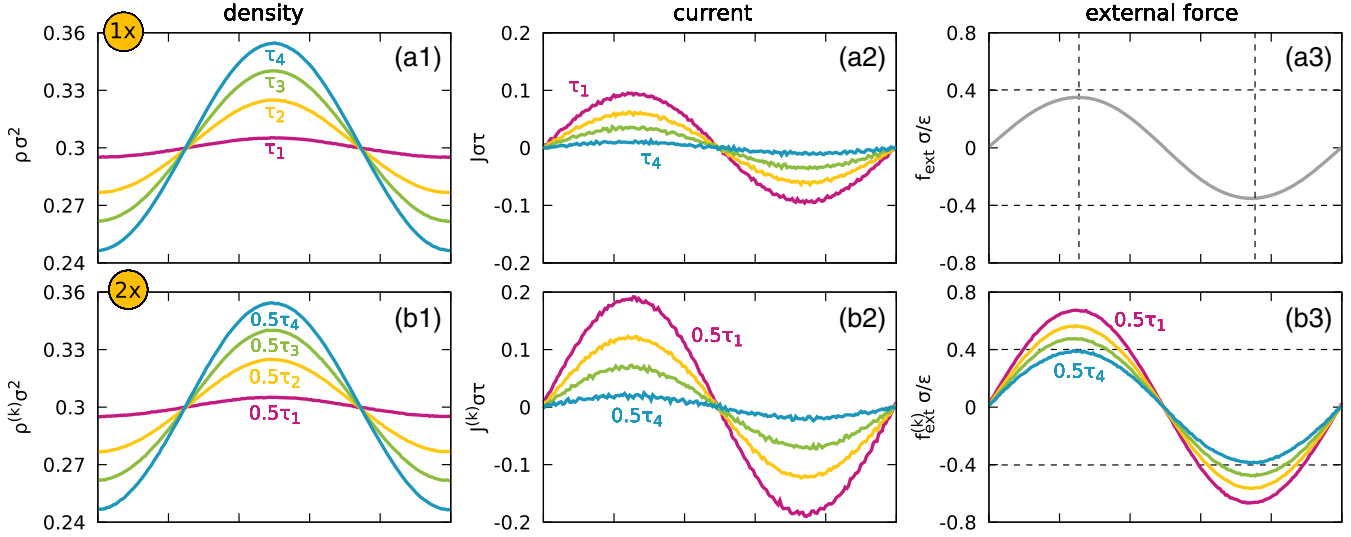 density
current
external force
1x
(a1)
ρ σ²
0.36
0.33
0.3
0.27
0.24
τ₄
τ₃
τ₂
τ₁
(a2)
Jστ
0.2
0.1
0
-0.1
-0.2
τ₁
τ₄
(a3)
f_ext σ/ε
0.8
0.4
0
-0.4
-0.8
2x
(b1)
ρ⁽ᵏ⁾σ²
0.36
0.33
0.3
0.27
0.24
0.5τ₄
0.5τ₃
0.5τ₂
0.5τ₁
(b2)
J⁽ᵏ⁾στ
0.2
0.1
0
-0.1
-0.2
0.5τ₁
0.5τ₄
(b3)
f_ext⁽ᵏ⁾ σ/ε
0.8
0.4
0
-0.4
-0.8
0.5τ₁
0.5τ₄